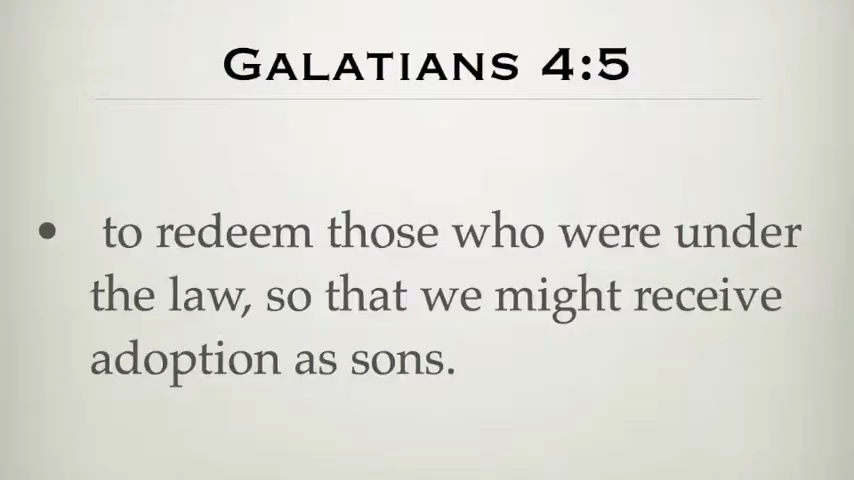 GALATIANS 4:5
• to redeem those who were under
the law, so that we might receive
adoption as sons.